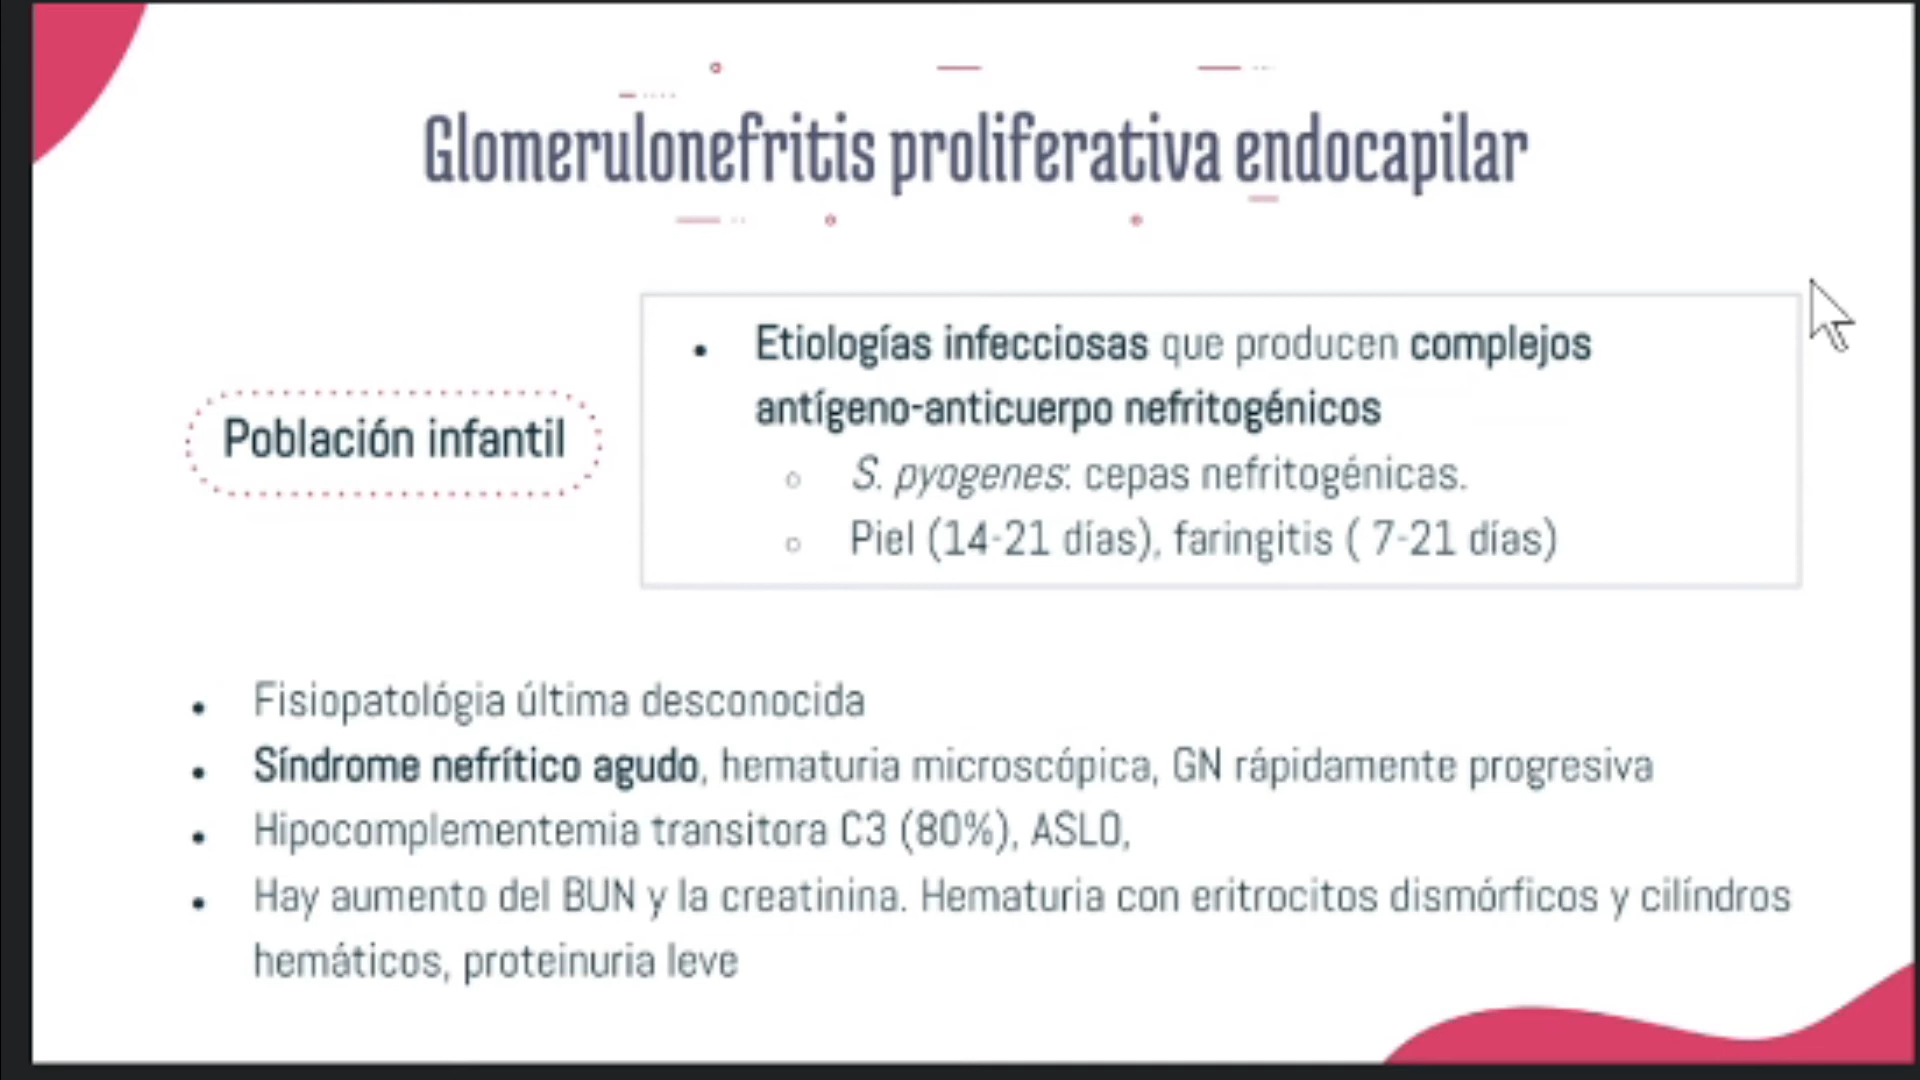 Glomerulonefritis proliferativa endocapilar
Población infantil
• Etiologías infecciosas que producen complejos
antígeno-anticuerpo nefritogénicos
○ S. pyogenes: cepas nefritogénicas.
○ Piel (14-21 días), faringitis ( 7-21 días)
• Fisiopatológia última desconocida
• Síndrome nefrítico agudo, hematuria microscópica, GN rápidamente progresiva
• Hipocomplementemia transitora C3 (80%), ASLO,
• Hay aumento del BUN y la creatinina. Hematuria con eritrocitos dismórficos y cilíndros
hemáticos, proteinuria leve